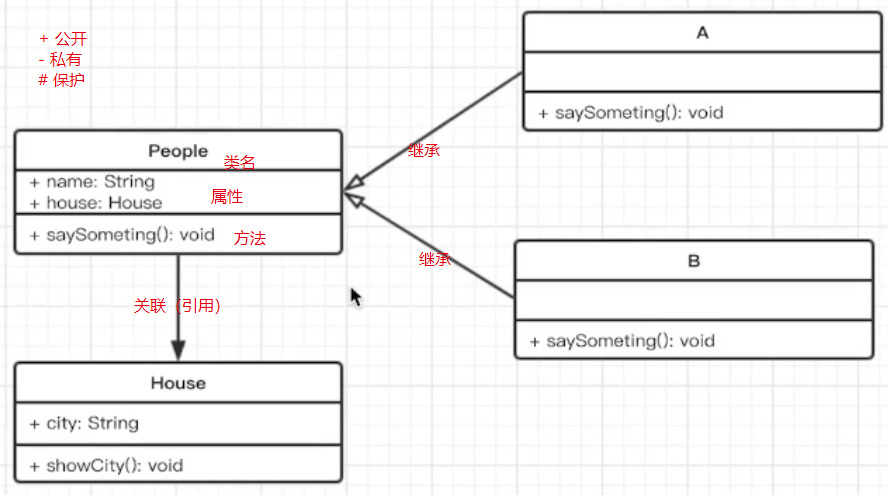 + 公开
- 私有
# 保护
People
类名
+ name: String
+ house: House
属性
+ saySometing(): void
方法
关联（引用）
House
+ city: String
+ showCity(): void
A
+ saySometing(): void
继承
继承
B
+ saySometing(): void